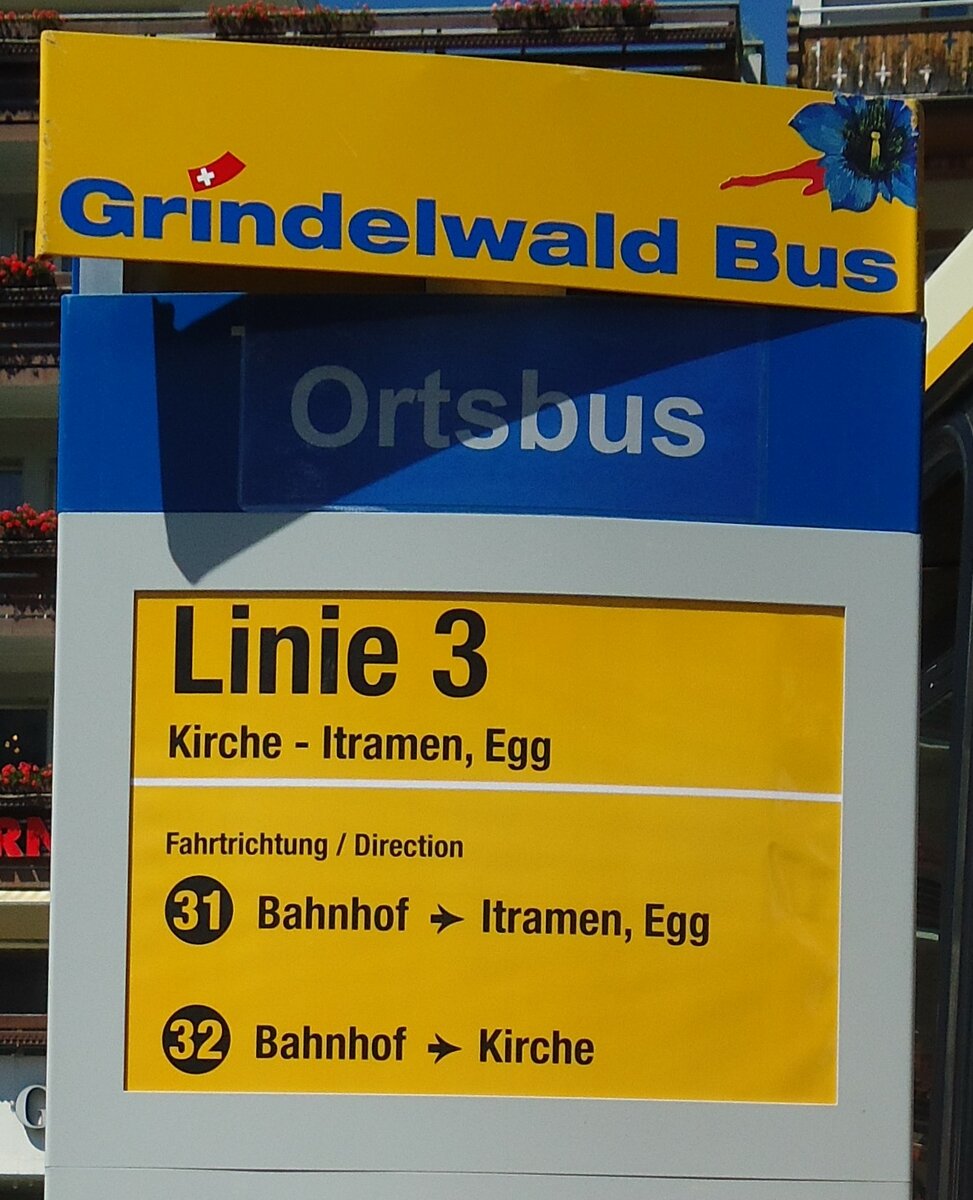 Grindelwald Bus
Ortsbus
Linie 3
Kirche - Itramen, Egg
Fahrtrichtung / Direction
31 Bahnhof → Itramen, Egg
32 Bahnhof → Kirche